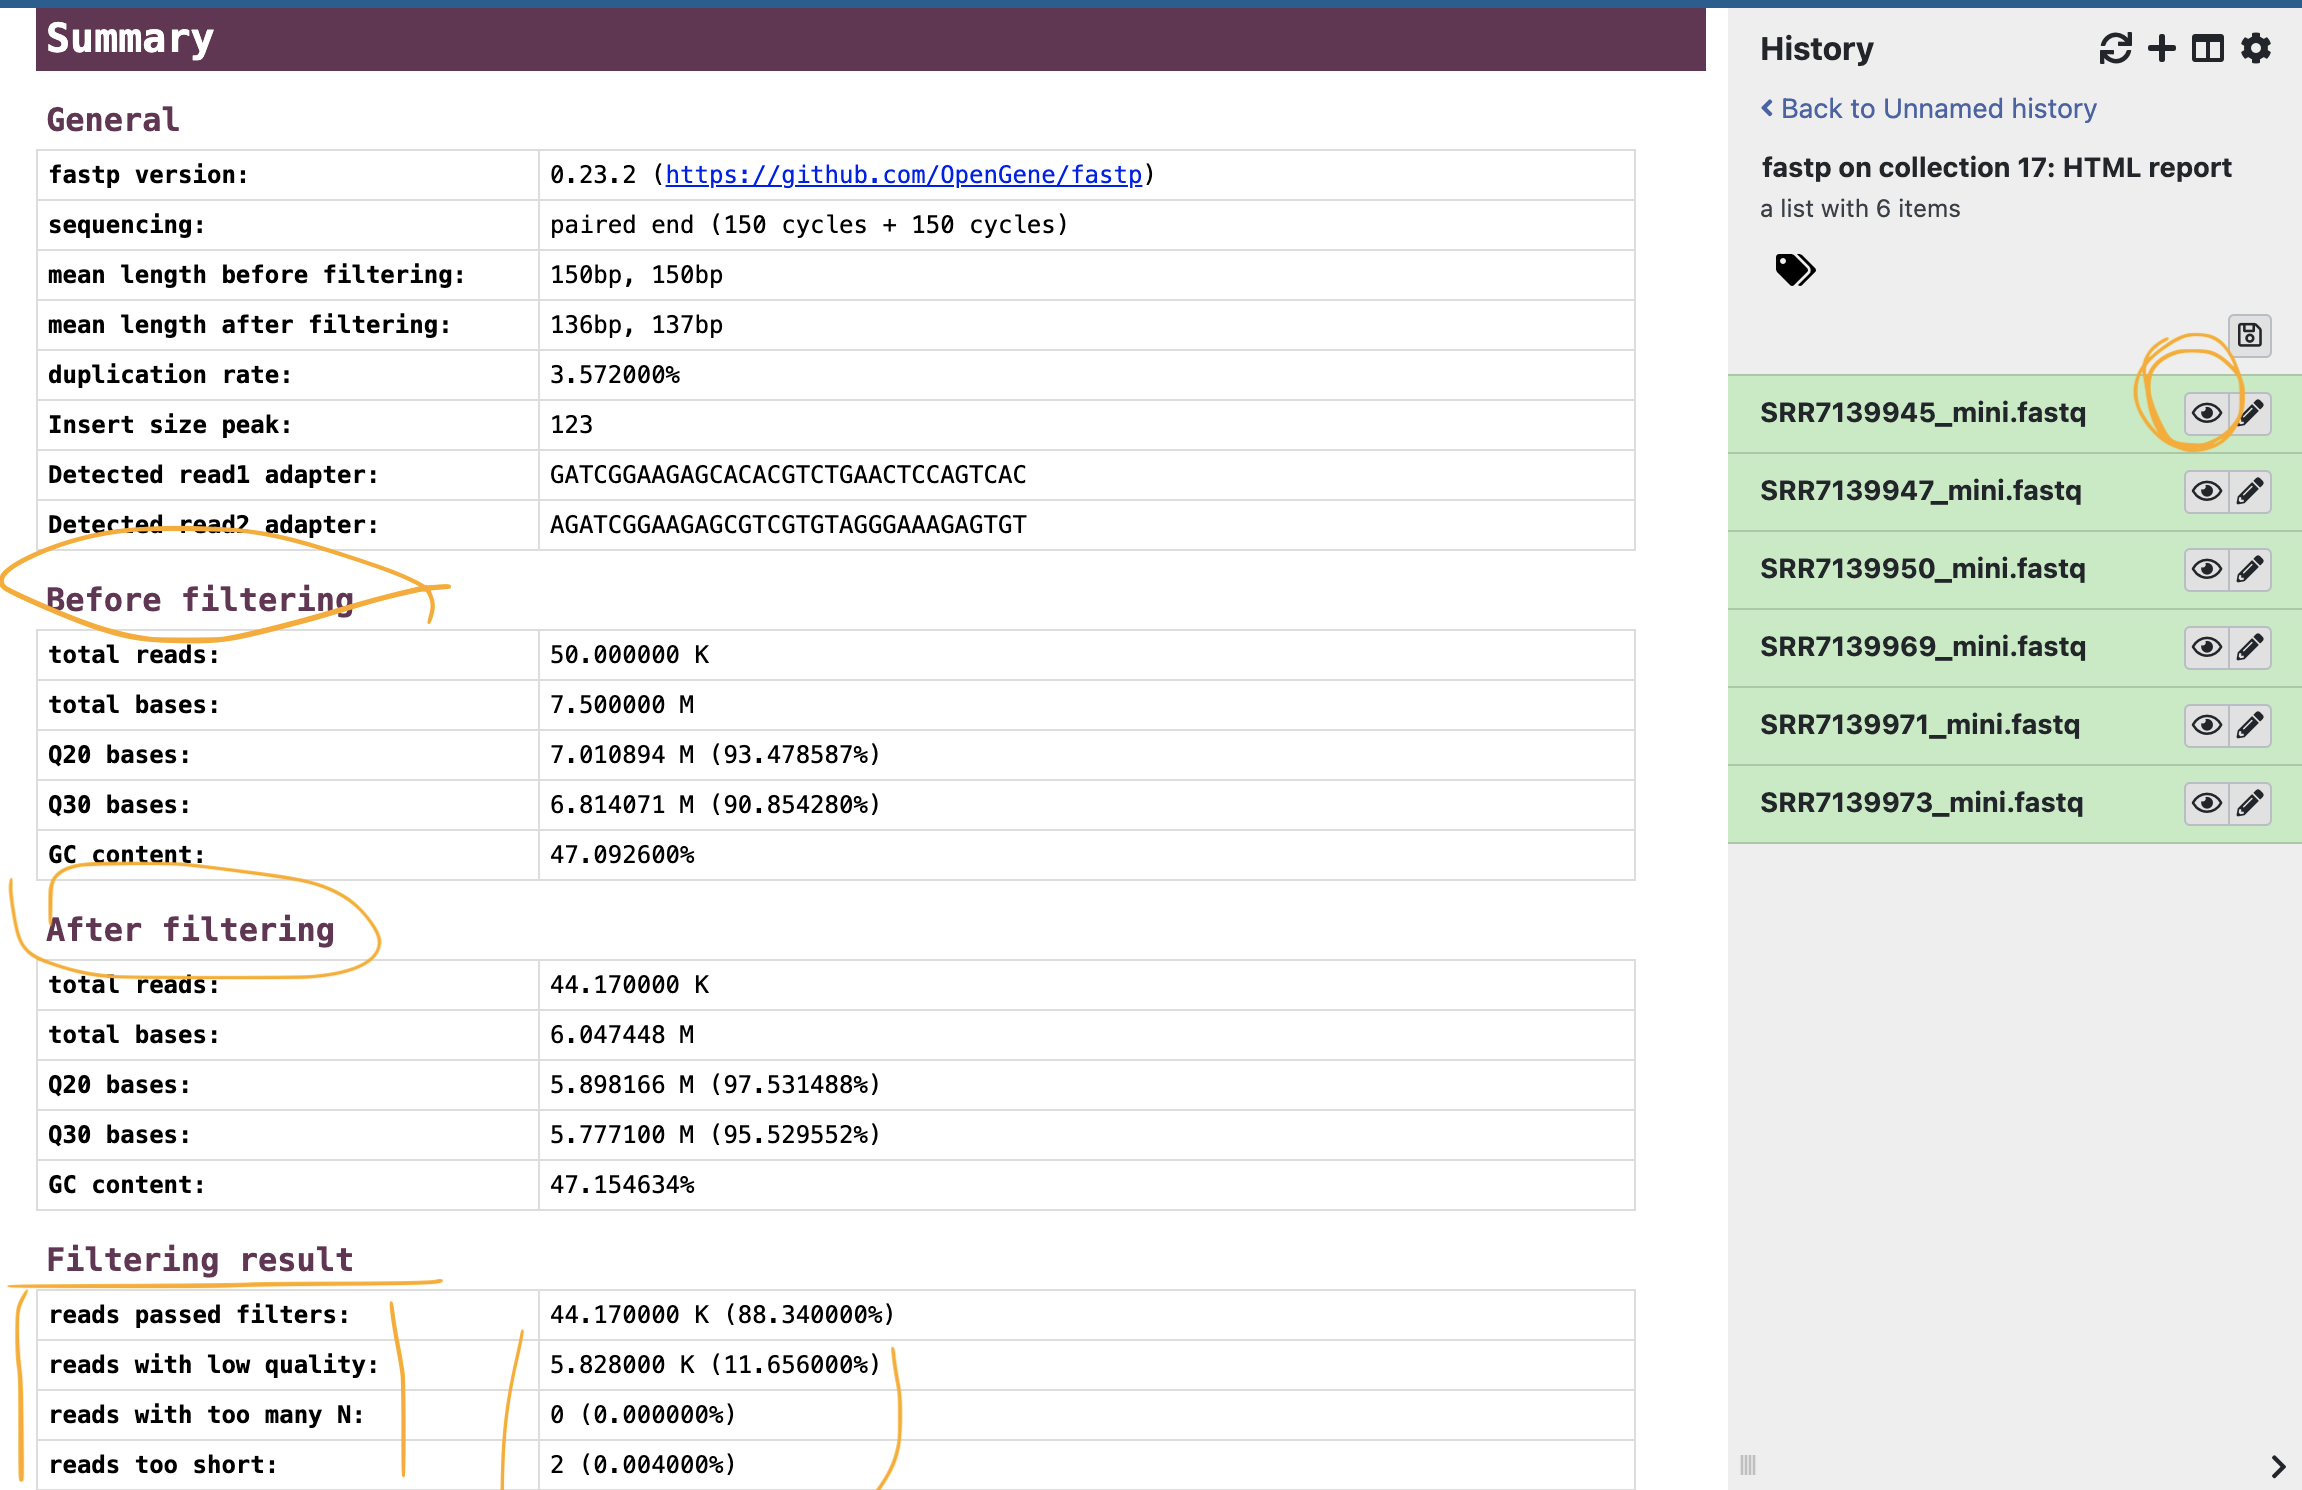 Summary
General
fastp version: 0.23.2 (https://github.com/OpenGene/fastp)
sequencing: paired end (150 cycles + 150 cycles)
mean length before filtering: 150bp, 150bp
mean length after filtering: 136bp, 137bp
duplication rate: 3.572000%
Insert size peak: 123
Detected read1 adapter: GATCGGAAGAGCACACGTCTGAACTCCAGTCAC
Detected read2 adapter: AGATCGGAAGAGCGTCGTGTAGGGAAAGAGTGT
Before filtering
total reads: 50.000000 K
total bases: 7.500000 M
Q20 bases: 7.010894 M (93.478587%)
Q30 bases: 6.814071 M (90.854280%)
GC content: 47.092600%
After filtering
total reads: 44.170000 K
total bases: 6.047448 M
Q20 bases: 5.898166 M (97.531488%)
Q30 bases: 5.777100 M (95.529552%)
GC content: 47.154634%
Filtering result
reads passed filters: 44.170000 K (88.340000%)
reads with low quality: 5.828000 K (11.656000%)
reads with too many N: 0 (0.000000%)
reads too short: 2 (0.004000%)
History
Back to Unnamed history
fastp on collection 17: HTML report
a list with 6 items
SRR7139945_mini.fastq
SRR7139947_mini.fastq
SRR7139950_mini.fastq
SRR7139969_mini.fastq
SRR7139971_mini.fastq
SRR7139973_mini.fastq